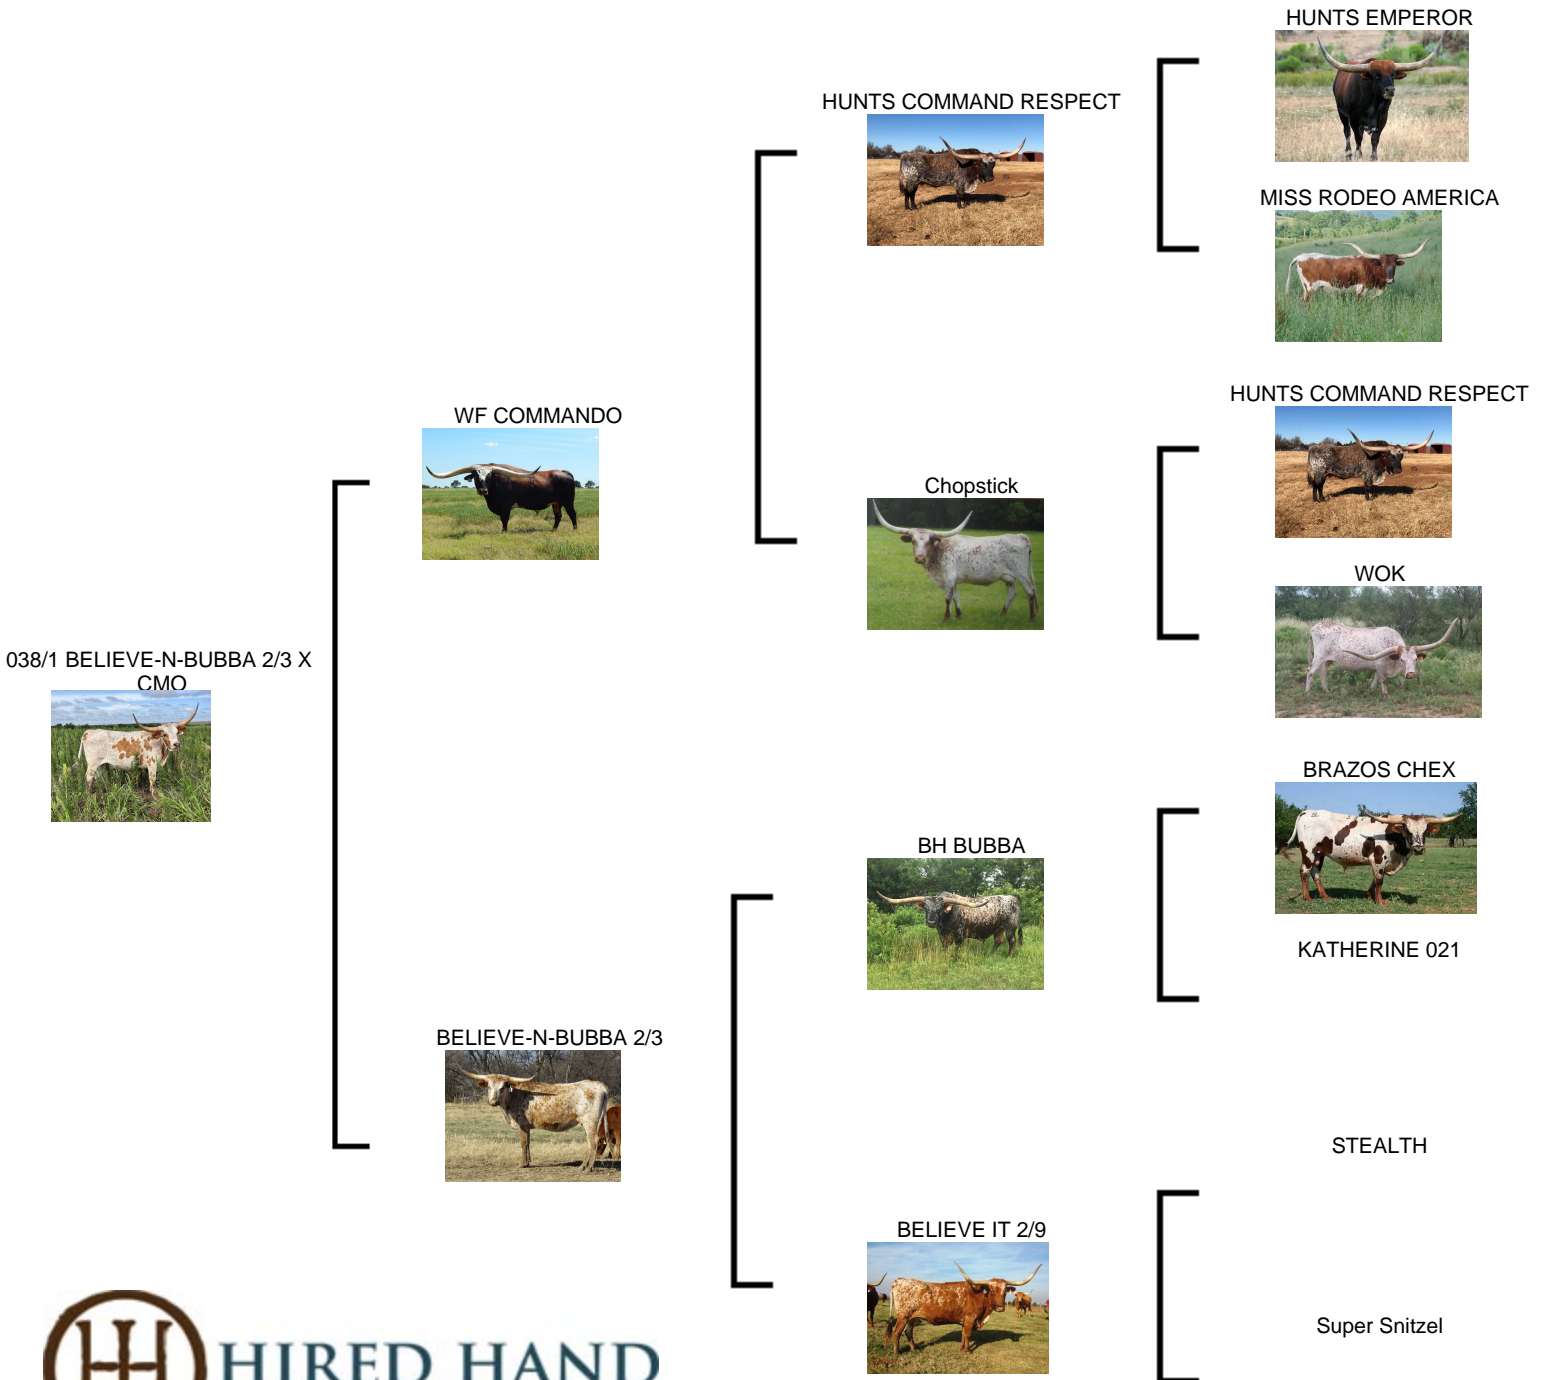 HUNTS EMPEROR
HUNTS COMMAND RESPECT
MISS RODEO AMERICA
HUNTS COMMAND RESPECT
WF COMMANDO
Chopstick
WOK
038/1 BELIEVE-N-BUBBA 2/3 X
CMO
BRAZOS CHEX
BH BUBBA
KATHERINE 021
BELIEVE-N-BUBBA 2/3
STEALTH
BELIEVE IT 2/9
Super Snitzel
HIRED HAND